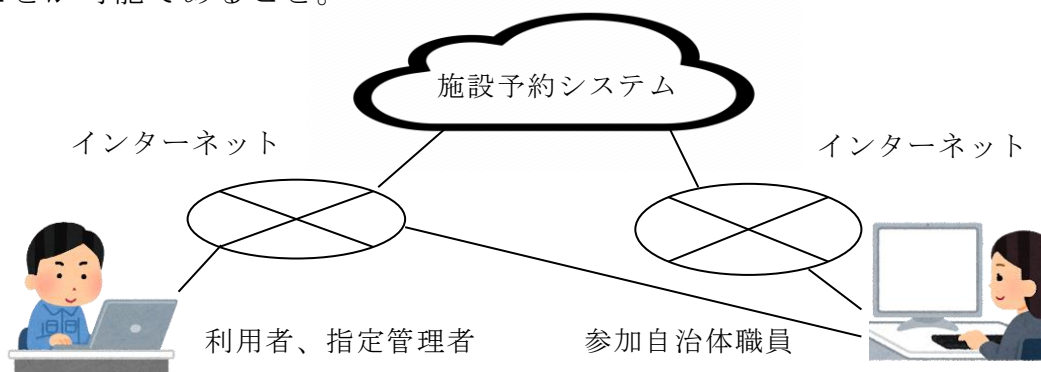 とが可能であること。
施設予約システム
インターネット
インターネット
利用者、指定管理者
参加自治体職員